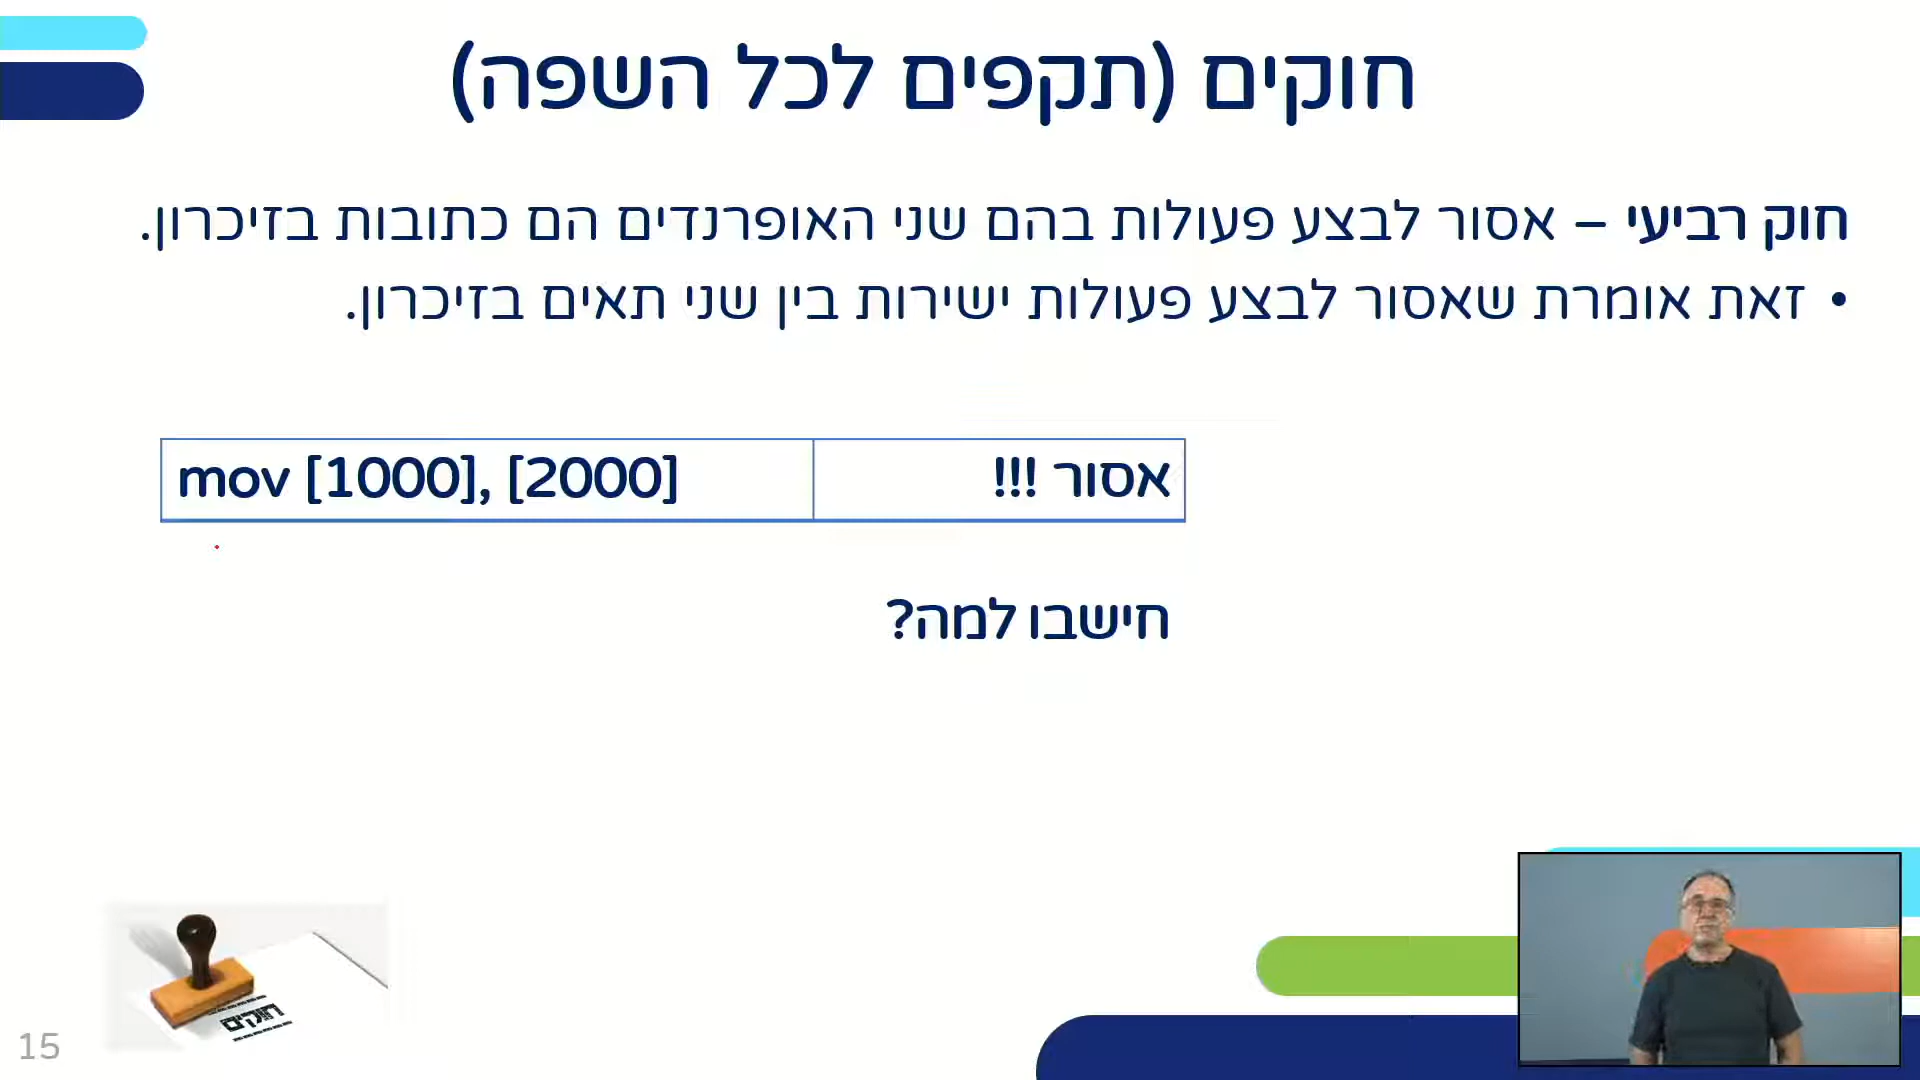 חוקים (תקפים לכל השפה)
חוק רביעי – אסור לבצע פעולות בהם שני האופרנדים הם כתובות בזיכרון.
• זאת אומרת שאסור לבצע פעולות ישירות בין שני תאים בזיכרון.
mov [1000], [2000]
אסור !!!
חישבו למה?
חוקים
15